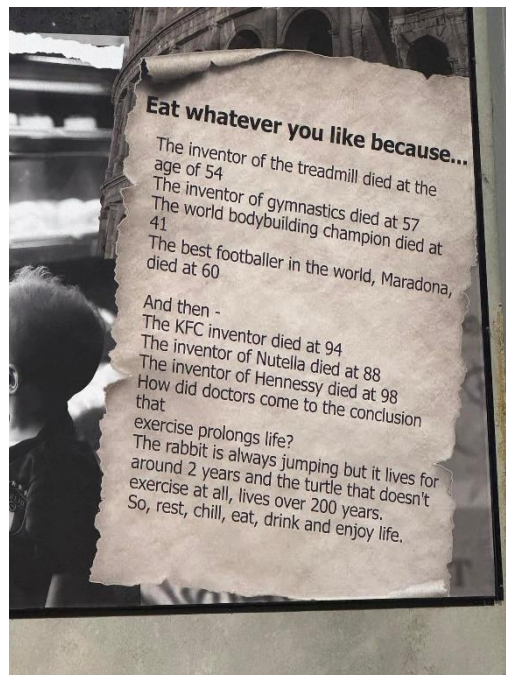 Eat whatever you like because...
The inventor of the treadmill died at the
age of 54
The inventor of gymnastics died at 57
The world bodybuilding champion died at
41
The best footballer in the world, Maradona,
died at 60
And then -
The KFC inventor died at 94
The inventor of Nutella died at 88
The inventor of Hennessy died at 98
How did doctors come to the conclusion
that
exercise prolongs life?
The rabbit is always jumping but it lives for
around 2 years and the turtle that doesn't
exercise at all, lives over 200 years.
So, rest, chill, eat, drink and enjoy life.